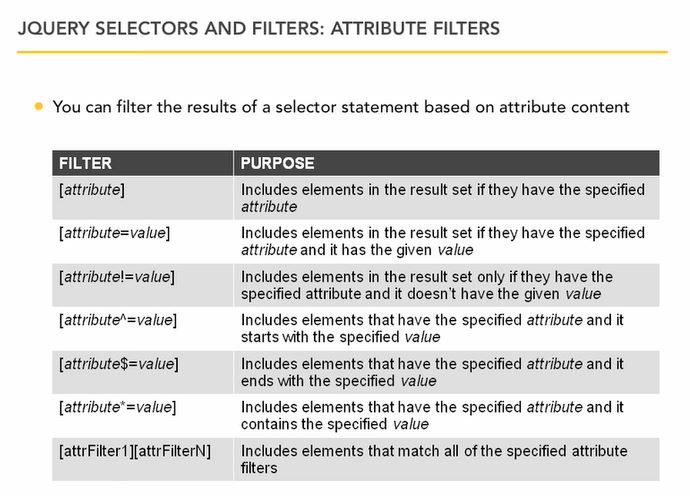 JQUERY SELECTORS AND FILTERS: ATTRIBUTE FILTERS
You can filter the results of a selector statement based on attribute content
FILTER PURPOSE
[attribute] Includes elements in the result set if they have the specified
attribute
[attribute=value] Includes elements in the result set if they have the specified
attribute and it has the given value
[attribute!=value] Includes elements in the result set only if they have the
specified attribute and it doesn't have the given value
[attribute^=value] Includes elements that have the specified attribute and it
starts with the specified value
[attribute$=value] Includes elements that have the specified attribute and it
ends with the specified value
[attribute*=value] Includes elements that have the specified attribute and it
contains the specified value
[attrFilter1][attrFilterN] Includes elements that match all of the specified attribute
filters